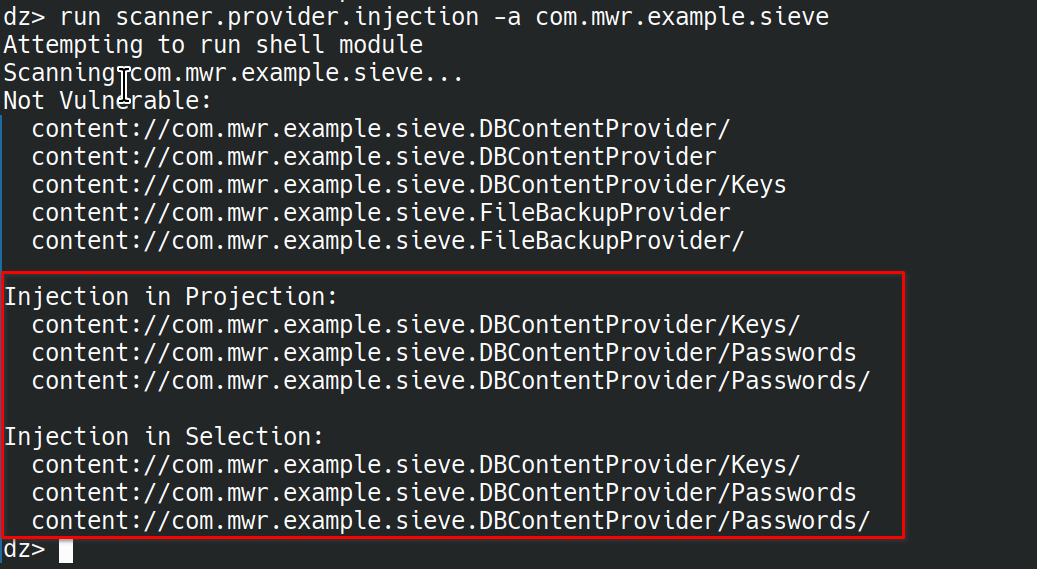 dz> run scanner.provider.injection -a com.mwr.example.sieve
Attempting to run shell module
Scanning com.mwr.example.sieve...
Not Vulnerable:
  content://com.mwr.example.sieve.DBContentProvider/
  content://com.mwr.example.sieve.DBContentProvider
  content://com.mwr.example.sieve.DBContentProvider/Keys
  content://com.mwr.example.sieve.FileBackupProvider
  content://com.mwr.example.sieve.FileBackupProvider/
Injection in Projection:
  content://com.mwr.example.sieve.DBContentProvider/Keys/
  content://com.mwr.example.sieve.DBContentProvider/Passwords
  content://com.mwr.example.sieve.DBContentProvider/Passwords/
Injection in Selection:
  content://com.mwr.example.sieve.DBContentProvider/Keys/
  content://com.mwr.example.sieve.DBContentProvider/Passwords
  content://com.mwr.example.sieve.DBContentProvider/Passwords/
dz>